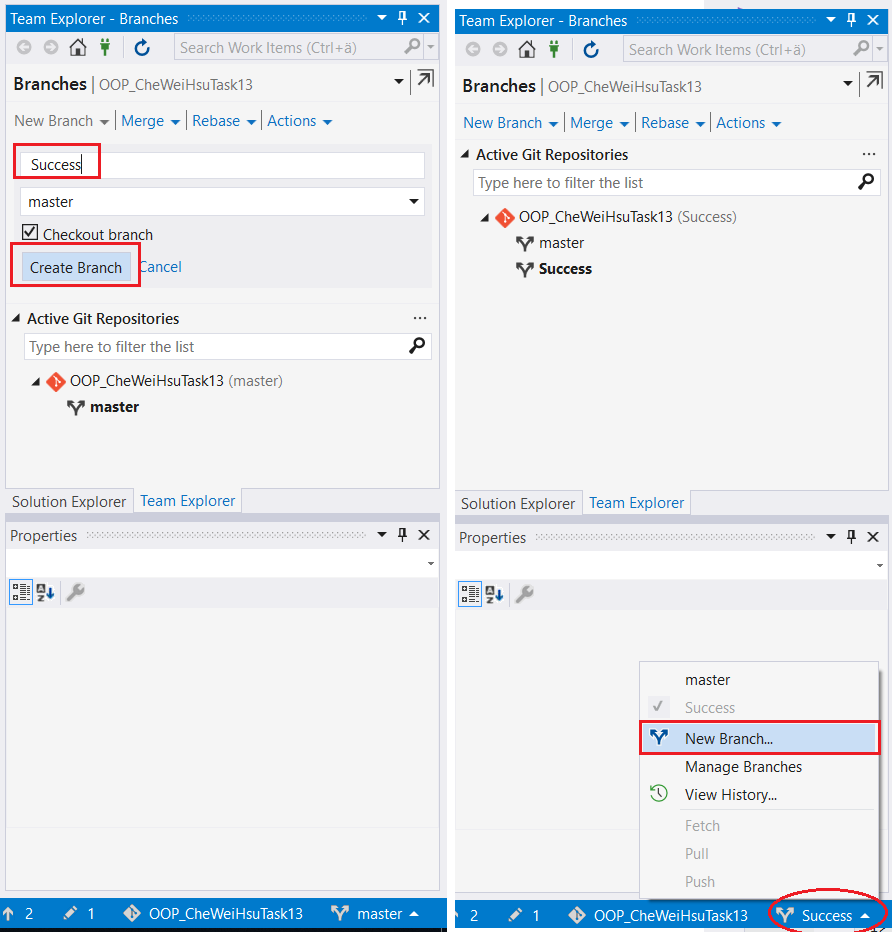 Team Explorer - Branches
Search Work Items (Ctrl+ä)
Branches | OOP_CheWeiHsuTask13
New Branch Merge Rebase Actions
Success
master
Checkout branch
Create Branch Cancel
Active Git Repositories ...
Type here to filter the list
OOP_CheWeiHsuTask13 (master)
master
Solution Explorer Team Explorer
Properties
2 1 OOP_CheWeiHsuTask13 master
Team Explorer - Branches
Search Work Items (Ctrl+ä)
Branches | OOP_CheWeiHsuTask13
New Branch Merge Rebase Actions
Active Git Repositories ...
Type here to filter the list
OOP_CheWeiHsuTask13 (Success)
master
Success
Solution Explorer Team Explorer
Properties
master
Success
New Branch...
Manage Branches
View History...
Fetch
Pull
Push
2 1 OOP_CheWeiHsuTask13 Success